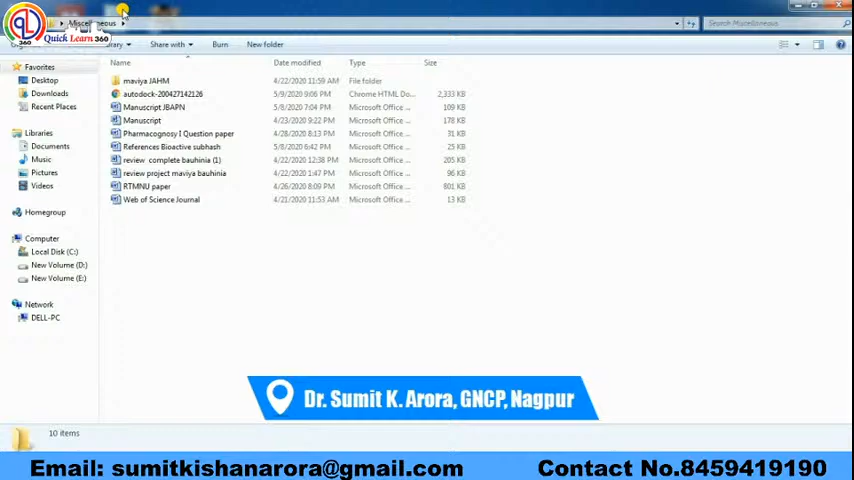 Miscellaneous
Search Miscellaneous
QL
360
Quick Learn 360
Share with
Burn
New folder
Name
Date modified
Type
Size
Favorites
Desktop
Downloads
Recent Places
Libraries
Documents
Music
Pictures
Videos
Homegroup
Computer
Local Disk (C:)
New Volume (D:)
New Volume (E:)
Network
DELL-PC
maviya JAHM 4/22/2020 11:59 AM File folder
autodock-200427142126 5/9/2020 9:06 PM Chrome HTML Do... 2,333 KB
Manuscript JBAPN 5/8/2020 7:04 PM Microsoft Office ... 109 KB
Manuscript 4/23/2020 9:22 PM Microsoft Office ... 178 KB
Pharmacognosy I Question paper 4/28/2020 8:13 PM Microsoft Office ... 31 KB
References Bioactive subhash 5/8/2020 6:42 PM Microsoft Office ... 25 KB
review complete bauhinia (1) 4/22/2020 12:38 PM Microsoft Office ... 205 KB
review project maviya bauhinia 4/22/2020 1:47 PM Microsoft Office ... 96 KB
RTMNU paper 4/26/2020 8:09 PM Microsoft Office ... 801 KB
Web of Science Journal 4/21/2020 11:53 AM Microsoft Office ... 13 KB
Dr. Sumit K. Arora, GNCP, Nagpur
10 items
Email: sumitkishanarora@gmail.com Contact No.8459419190